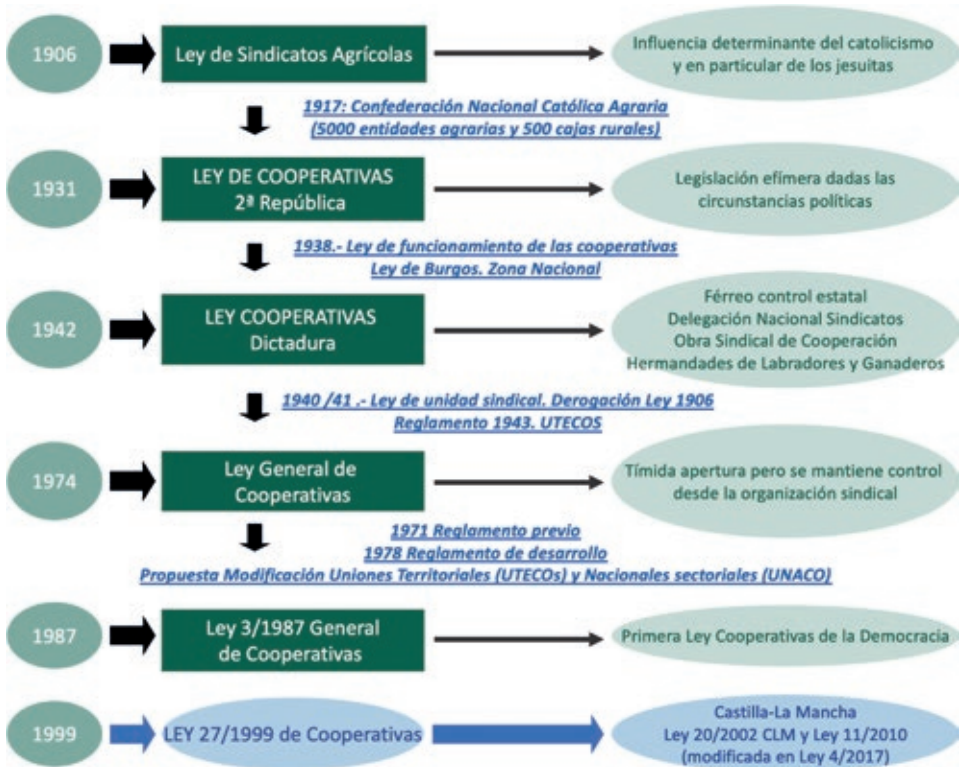 1906
Ley de Sindicatos Agrícolas
Influencia determinante del catolicismo
y en particular de los jesuitas
1917: Confederación Nacional Católica Agraria
(5000 entidades agrarias y 500 cajas rurales)
1931
LEY DE COOPERATIVAS
2ª República
Legislación efímera dadas las
circunstancias políticas
1938.- Ley de funcionamiento de las cooperativas
Ley de Burgos. Zona Nacional
1942
LEY COOPERATIVAS
Dictadura
Férreo control estatal
Delegación Nacional Sindicatos
Obra Sindical de Cooperación
Hermandades de Labradores y Ganaderos
1940 /41 .- Ley de unidad sindical. Derogación Ley 1906
Reglamento 1943. UTECOS
1974
Ley General de
Cooperativas
Tímida apertura pero se mantiene control
desde la organización sindical
1971 Reglamento previo
1978 Reglamento de desarrollo
Propuesta Modificación Uniones Territoriales (UTECOs) y Nacionales sectoriales (UNACO)
1987
Ley 3/1987 General
de Cooperativas
Primera Ley Cooperativas de la Democracia
1999
LEY 27/1999 de Cooperativas
Castilla-La Mancha
Ley 20/2002 CLM y Ley 11/2010
(modificada en Ley 4/2017)